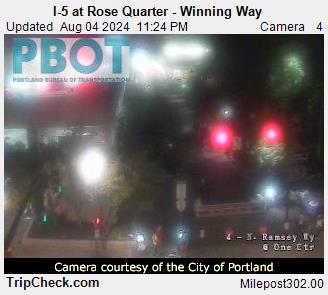 I-5 at Rose Quarter - Winning Way
Updated Aug 04 2024 11:24 PM Camera 4
PBOT
PORTLAND BUREAU OF TRANSPORTATION
4 - N. Ramsey Wy
@ One Ctr
Camera courtesy of the City of Portland
TripCheck.com Milepost302.00